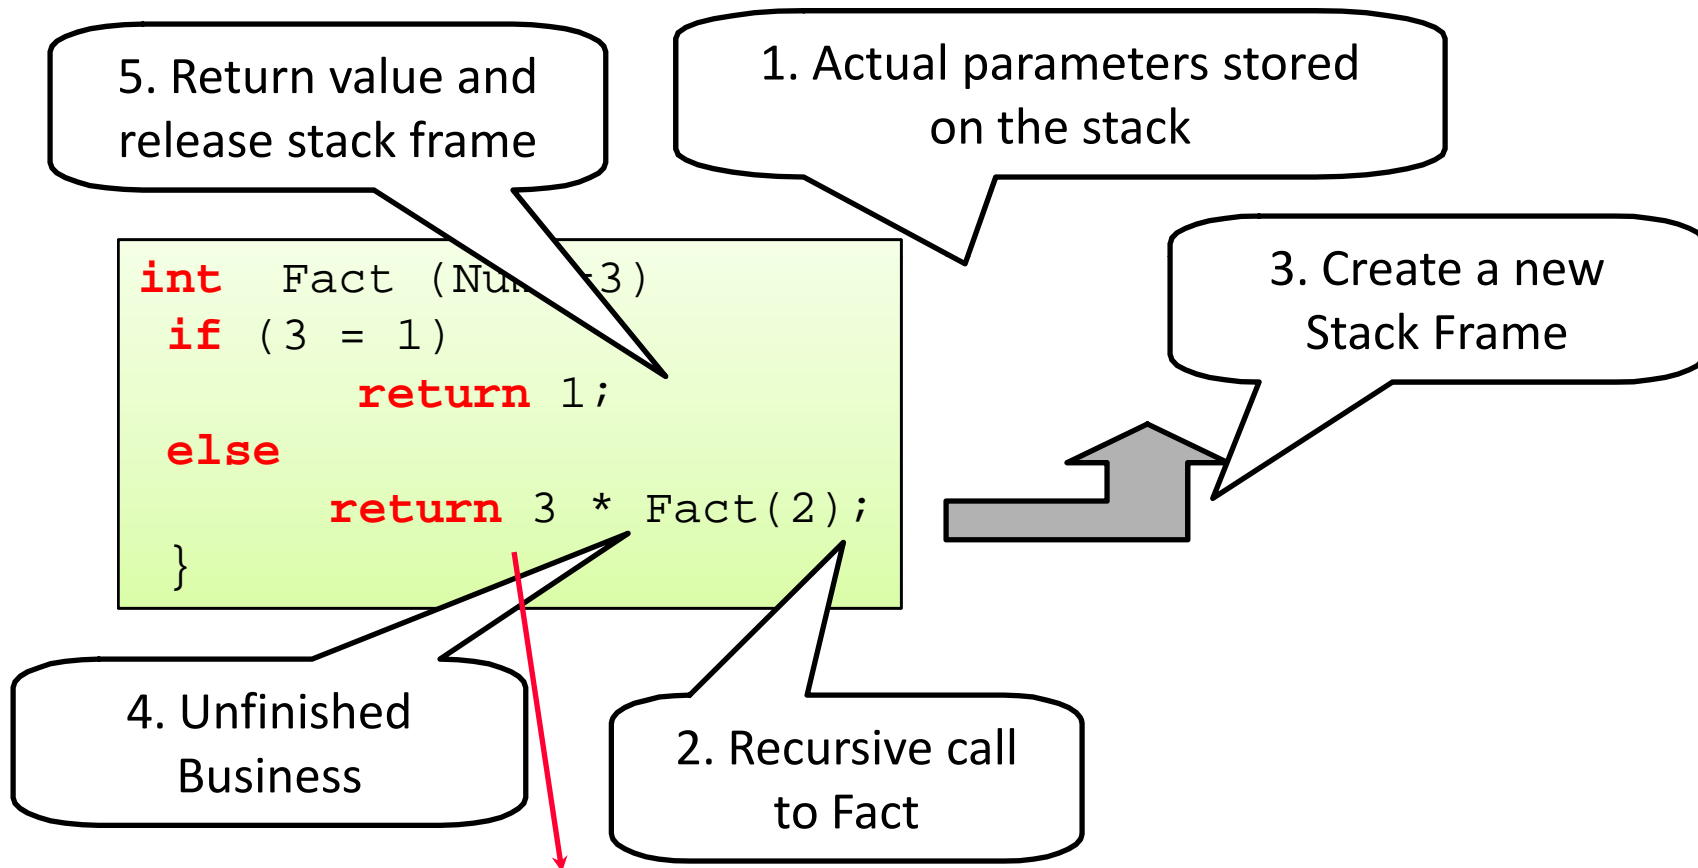 5. Return value and
release stack frame
1. Actual parameters stored
on the stack
3. Create a new
Stack Frame
int Fact 3)
if (3 = 1)
return 1;
else
return 3 * Fact(2);
}
4. Unfinished
Business
2. Recursive call
to Fact